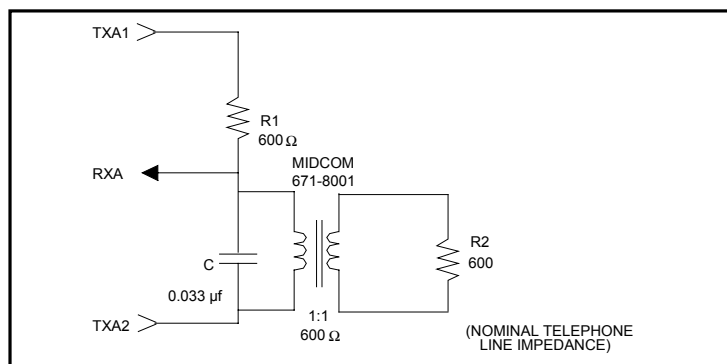 TXA1
R1
600 Ω
RXA
MIDCOM
671-8001
R2
600
C
0.033 µf
TXA2
1:1
600 Ω
(NOMINAL TELEPHONE
LINE IMPEDANCE)